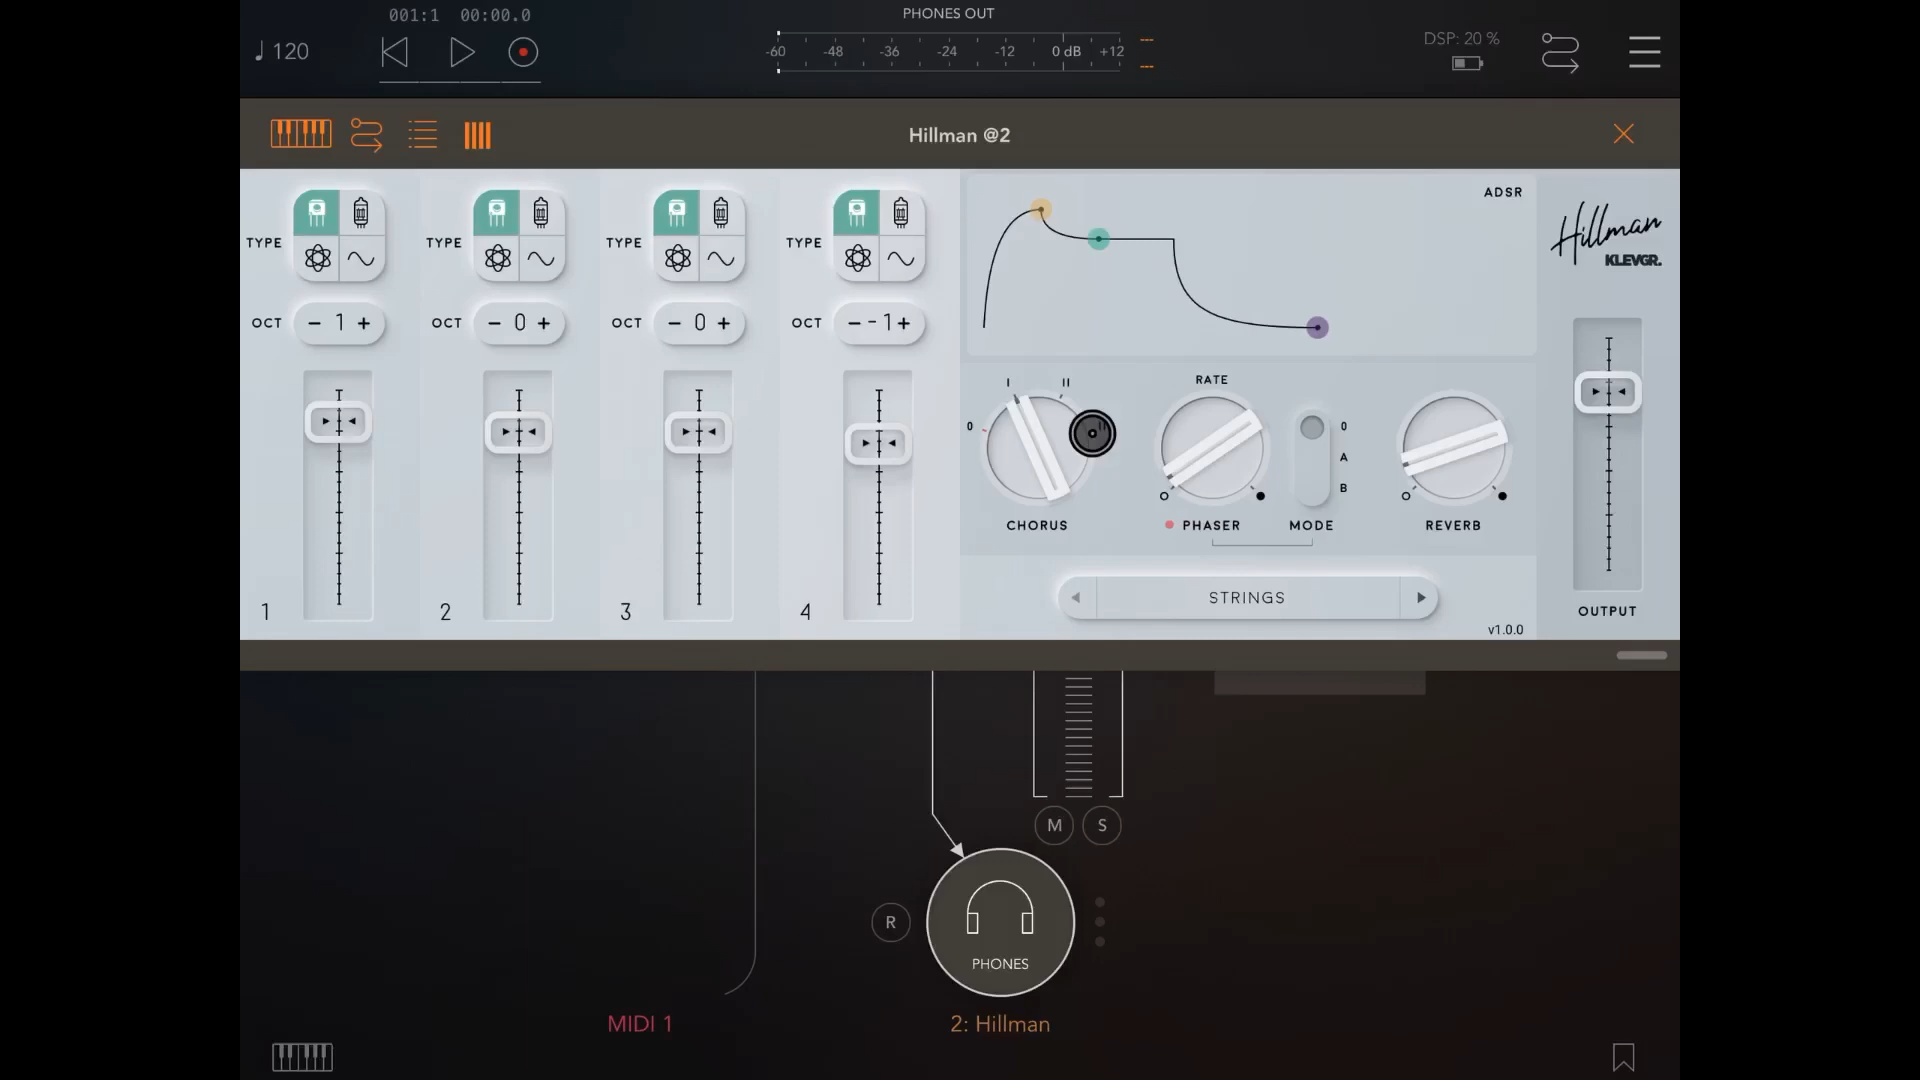 001:1 00:00.0
120
PHONES OUT
-60 -48 -36 -24 -12 0 dB +12
DSP: 20 %
Hillman @2
TYPE
OCT - 1 +
1
TYPE
OCT - 0 +
2
TYPE
OCT - 0 +
3
TYPE
OCT - -1 +
4
ADSR
Hillman
KLEVGR.
0 I II III
CHORUS
RATE
PHASER
0
A
B
MODE
REVERB
STRINGS
v1.0.0
OUTPUT
M S
R
PHONES
MIDI 1
2: Hillman